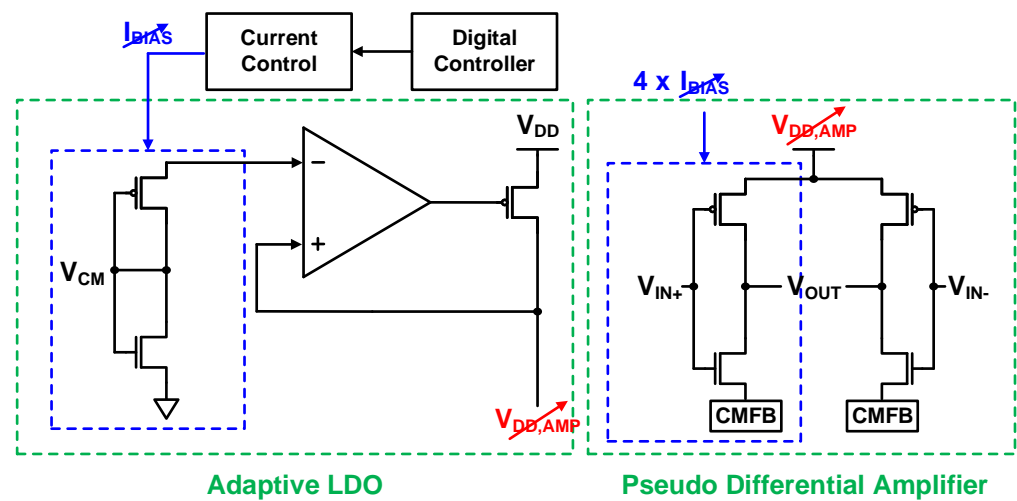 IBIAS
Current
Control
Digital
Controller
4 x IBIAS
VDD
VDD,AMP
−
+
VCM
VIN+
VOUT
VIN-
VDD,AMP
CMFB
CMFB
Adaptive LDO
Pseudo Differential Amplifier